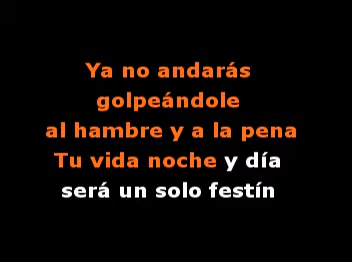 Ya no andarás
golpeándole
al hambre y a la pena
Tu vida noche y día
será un solo festín